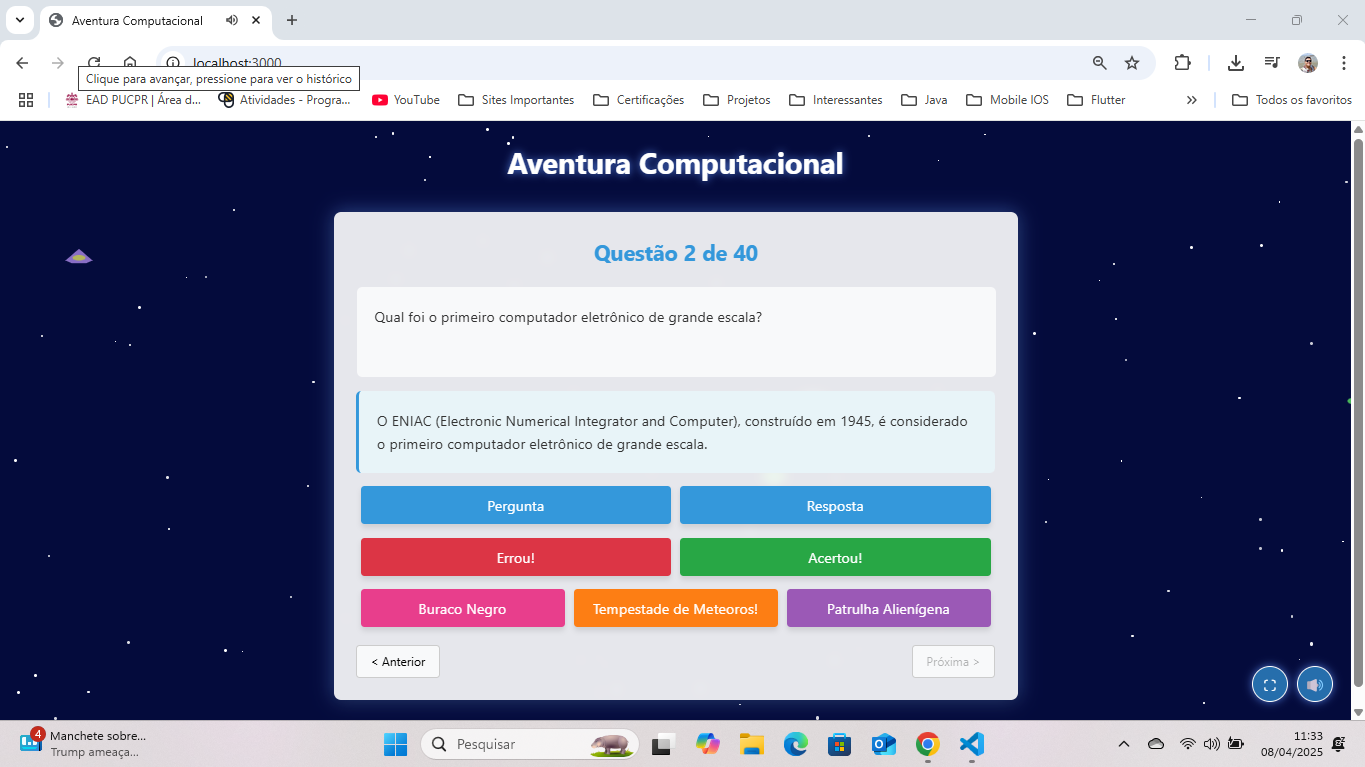 Aventura Computacional
localhost:3000
Clique para avançar, pressione para ver o histórico
EAD PUCPR | Área d...
Atividades - Progra...
YouTube
Sites Importantes
Certificações
Projetos
Interessantes
Java
Mobile IOS
Flutter
Todos os favoritos
Aventura Computacional
Questão 2 de 40
Qual foi o primeiro computador eletrônico de grande escala?
O ENIAC (Electronic Numerical Integrator and Computer), construído em 1945, é considerado
o primeiro computador eletrônico de grande escala.
Pergunta
Resposta
Errou!
Acertou!
Buraco Negro
Tempestade de Meteoros!
Patrulha Alienígena
< Anterior
Próxima >
4
Manchete sobre...
Trump ameaça...
Pesquisar
11:33
08/04/2025